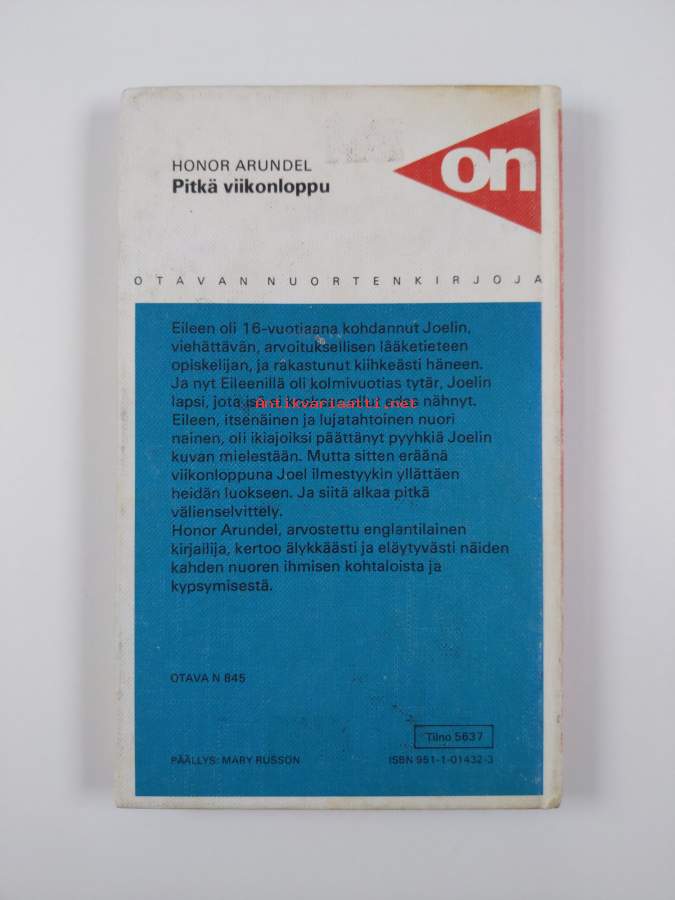 HONOR ARUNDEL
Pitkä viikonloppu
on
OTAVAN NUORTENKIRJOJA
Eileen oli 16-vuotiaana kohdannut Joelin,
viehättävän, arvoituksellisen lääketieteen
opiskelijan, ja rakastunut kiihkeästi häneen.
Ja nyt Eileenillä oli kolmivuotias tytär, Joelin
lapsi, jota isä ei nähnyt.
Antikvariaatti.net
Eileen, itsenäinen ja lujatahtoinen nuori
nainen, oli ikiajoiksi päättänyt pyyhkiä Joelin
kuvan mielestään. Mutta sitten eräänä
viikonloppuna Joel ilmestyykin yllättäen
heidän luokseen. Ja siitä alkaa pitkä
välienselvittely.
Honor Arundel, arvostettu englantilainen
kirjailija, kertoo älykkäästi ja eläytyvästi näiden
kahden nuoren ihmisen kohtaloista ja
kypsymisestä.
OTAVA N 845
Tilno 5637
PÄÄLLYS: MARY RUSSON
ISBN 951-1-01432-3